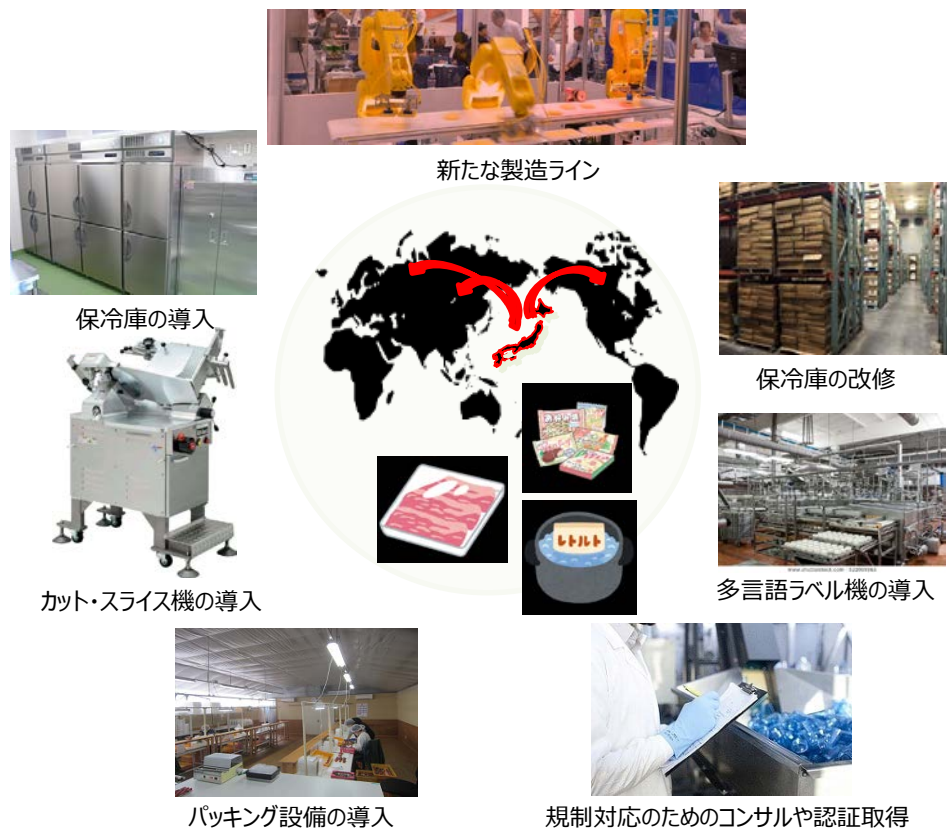 新たな製造ライン
保冷庫の導入
保冷庫の改修
レトルト
カット・スライス機の導入
多言語ラベル機の導入
パッキング設備の導入
規制対応のためのコンサルや認証取得